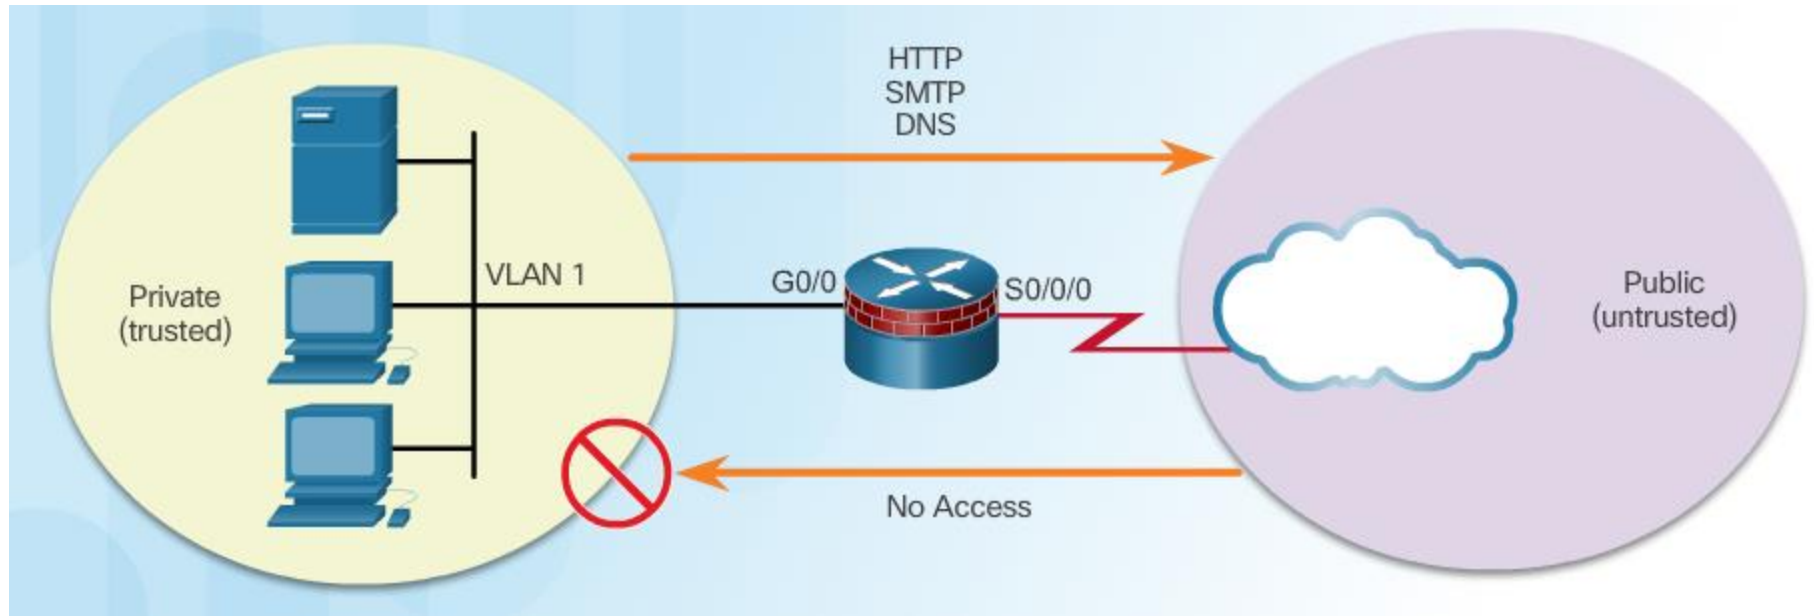 HTTP
SMTP
DNS
Private
(trusted)
VLAN 1
G0/0
S0/0/0
Public
(untrusted)
No Access